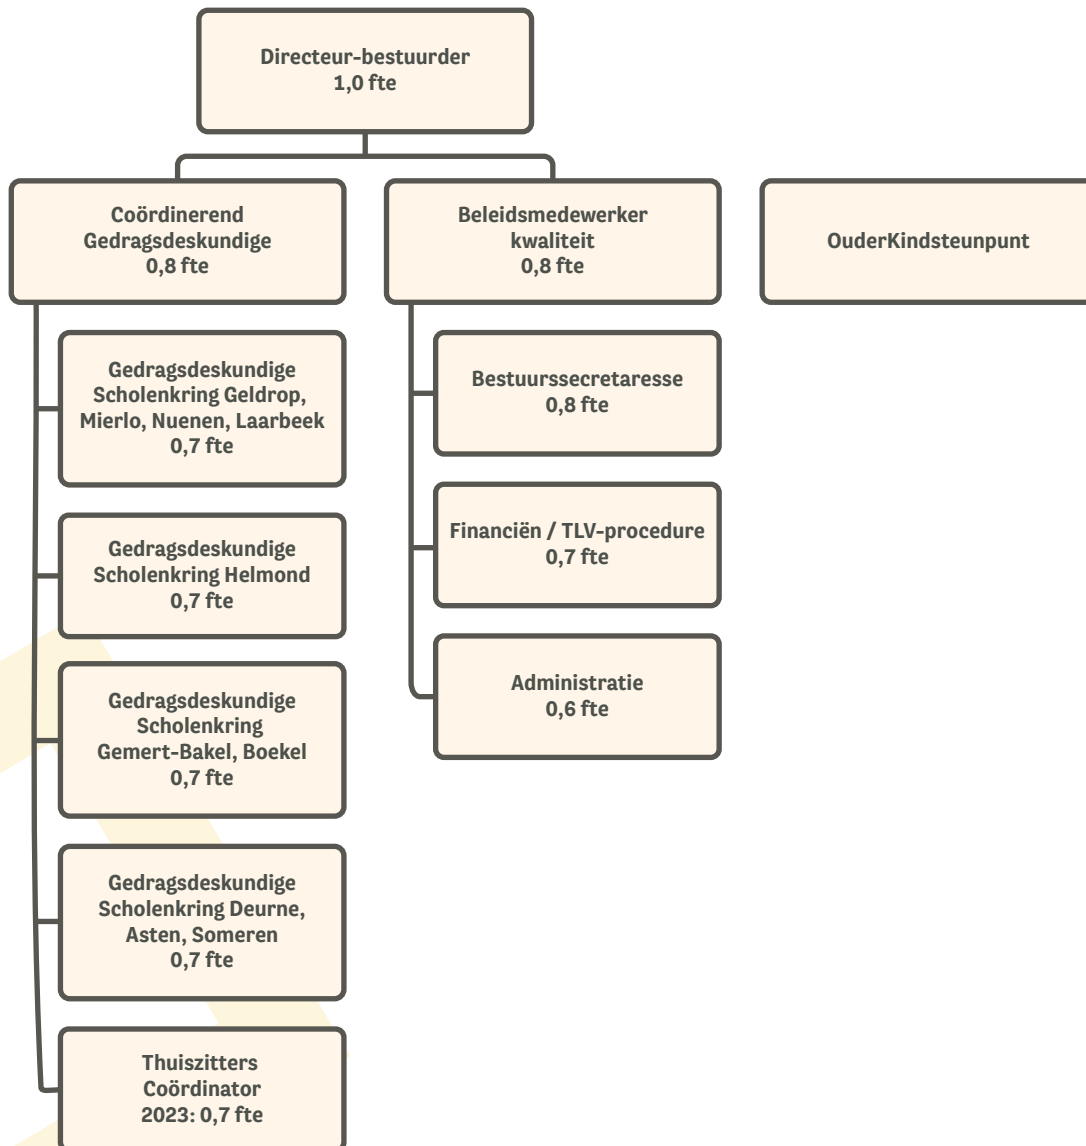 Directeur-bestuurder
1,0 fte
Coördinerend
Gedragsdeskundige
0,8 fte
Beleidsmedewerker
kwaliteit
0,8 fte
OuderKindsteunpunt
Gedragsdeskundige
Scholenkring Geldrop,
Mierlo, Nuenen, Laarbeek
0,7 fte
Gedragsdeskundige
Scholenkring Helmond
0,7 fte
Gedragsdeskundige
Scholenkring
Gemert-Bakel, Boekel
0,7 fte
Gedragsdeskundige
Scholenkring Deurne,
Asten, Someren
0,7 fte
Thuiszitters
Coördinator
2023: 0,7 fte
Bestuurssecretaresse
0,8 fte
Financiën / TLV-procedure
0,7 fte
Administratie
0,6 fte